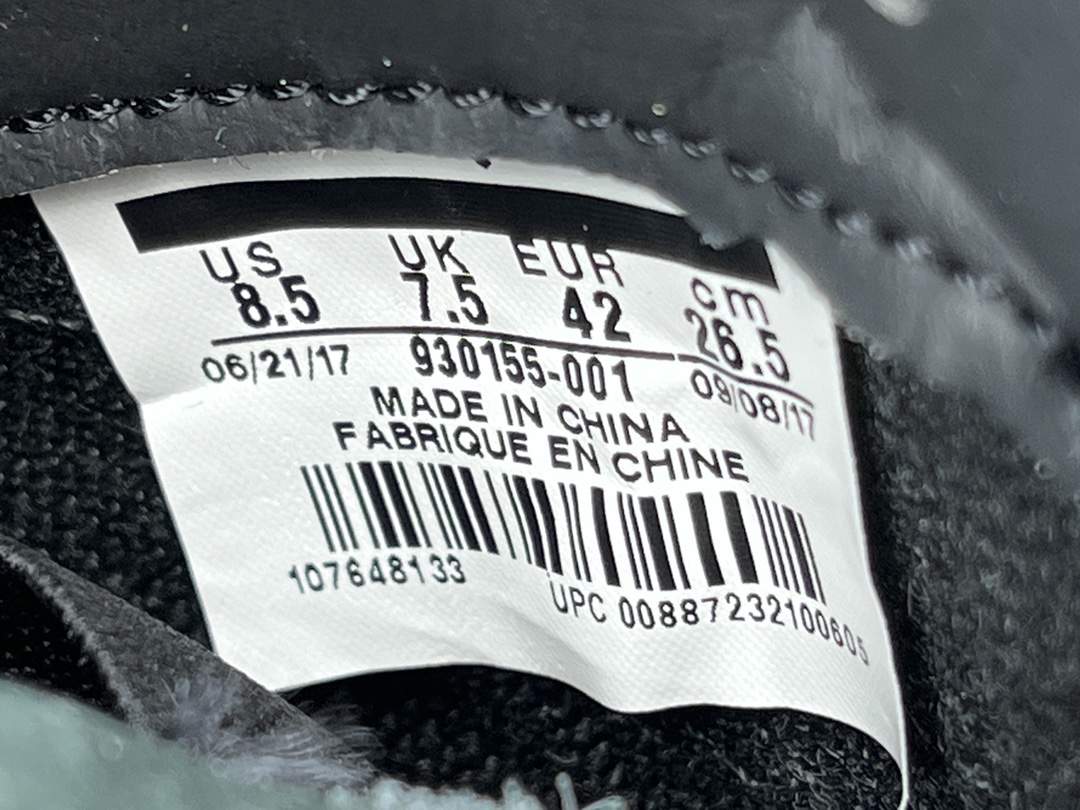 US UK EUR cm
8.5 7.5 42 26.5
06/21/17 930155-001 09/08/17
MADE IN CHINA
FABRIQUE EN CHINE
107648133 UPC 00887232100605